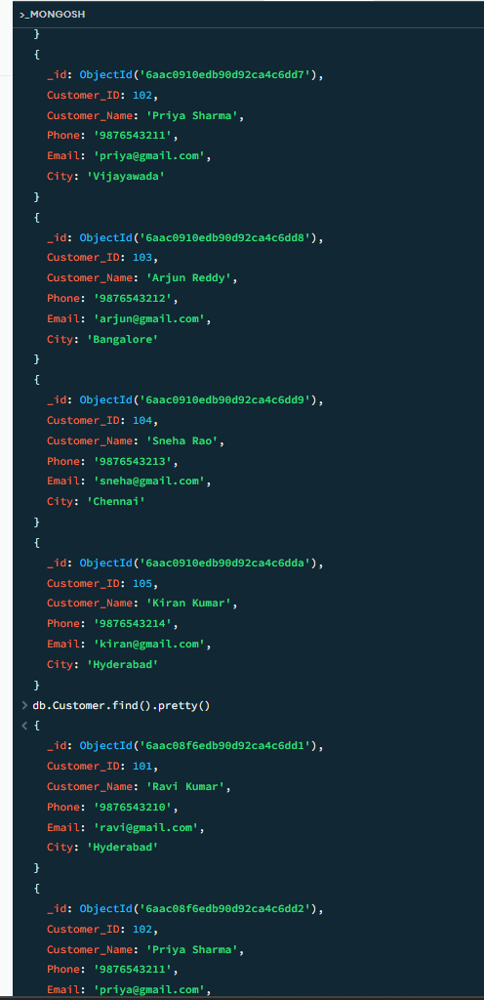 >_MONGOSH
}
{
_id: ObjectId('6aac0910edb90d92ca4c6dd7'),
Customer_ID: 102,
Customer_Name: 'Priya Sharma',
Phone: '9876543211',
Email: 'priya@gmail.com',
City: 'Vijayawada'
}
{
_id: ObjectId('6aac0910edb90d92ca4c6dd8'),
Customer_ID: 103,
Customer_Name: 'Arjun Reddy',
Phone: '9876543212',
Email: 'arjun@gmail.com',
City: 'Bangalore'
}
{
_id: ObjectId('6aac0910edb90d92ca4c6dd9'),
Customer_ID: 104,
Customer_Name: 'Sneha Rao',
Phone: '9876543213',
Email: 'sneha@gmail.com',
City: 'Chennai'
}
{
_id: ObjectId('6aac0910edb90d92ca4c6dda'),
Customer_ID: 105,
Customer_Name: 'Kiran Kumar',
Phone: '9876543214',
Email: 'kiran@gmail.com',
City: 'Hyderabad'
}
> db.Customer.find().pretty()
< {
_id: ObjectId('6aac08f6edb90d92ca4c6dd1'),
Customer_ID: 101,
Customer_Name: 'Ravi Kumar',
Phone: '9876543210',
Email: 'ravi@gmail.com',
City: 'Hyderabad'
}
{
_id: ObjectId('6aac08f6edb90d92ca4c6dd2'),
Customer_ID: 102,
Customer_Name: 'Priya Sharma',
Phone: '9876543211',
Email: 'priya@gmail.com',